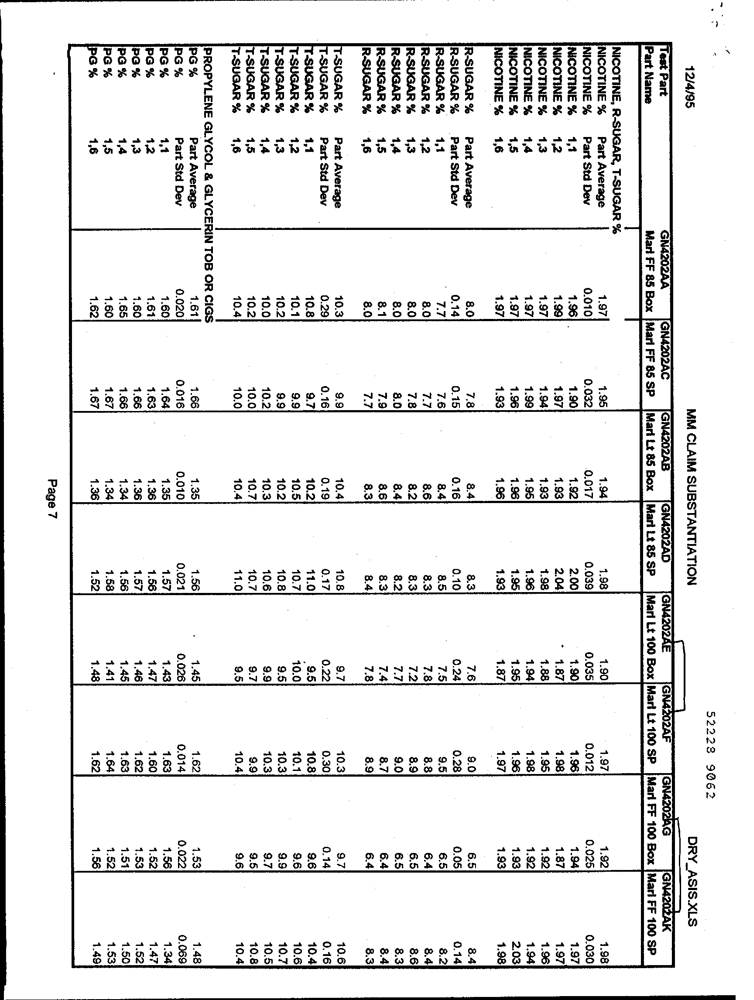 52228 9062
12/4/95 MM CLAIM SUBSTANTIATION DRY_ASIS.XLS
Test Part GN4202AA GN4202AC GN4202AB GN4202AD GN4202AE GN4202AF GN4202AG GN4202AK
Part Name Marl FF 85 Box Marl FF 85 SP Marl Lt 85 Box Marl Lt 85 SP Marl Lt 100 Box Marl Lt 100 SP Marl FF 100 Box Marl FF 100 SP
NICOTINE, R-SUGAR, T-SUGAR %
NICOTINE % Part Average 1.97 1.95 1.94 1.98 1.90 1.97 1.92 1.98
NICOTINE % Part Std Dev 0.010 0.032 0.017 0.039 0.035 0.012 0.025 0.030
NICOTINE % 1,1 1.96 1.90 1.92 2.00 1.90 1.96 1.94 1.97
NICOTINE % 1,2 1.99 1.97 1.93 2.04 1.87 1.98 1.87 1.97
NICOTINE % 1,3 1.97 1.94 1.93 1.98 1.88 1.95 1.92 1.96
NICOTINE % 1,4 1.97 1.99 1.95 1.96 1.94 1.98 1.92 1.94
NICOTINE % 1,5 1.97 1.96 1.96 1.95 1.95 1.96 1.93 2.03
NICOTINE % 1,6 1.97 1.93 1.96 1.93 1.87 1.97 1.93 1.98
R-SUGAR % Part Average 8.0 7.8 8.4 8.3 7.6 9.0 6.5 8.4
R-SUGAR % Part Std Dev 0.14 0.15 0.16 0.10 0.24 0.28 0.05 0.14
R-SUGAR % 1,1 7.7 7.6 8.4 8.5 7.5 9.5 6.5 8.2
R-SUGAR % 1,2 8.0 7.7 8.6 8.3 7.8 8.8 6.4 8.4
R-SUGAR % 1,3 8.0 7.8 8.2 8.3 7.2 8.9 6.5 8.6
R-SUGAR % 1,4 8.0 8.0 8.4 8.2 7.7 9.0 6.5 8.3
R-SUGAR % 1,5 8.1 7.9 8.6 8.3 7.4 8.7 6.4 8.4
R-SUGAR % 1,6 8.0 7.7 8.3 8.4 7.8 8.9 6.4 8.3
T-SUGAR % Part Average 10.3 9.9 10.4 10.8 9.7 10.3 9.7 10.6
T-SUGAR % Part Std Dev 0.29 0.16 0.19 0.17 0.22 0.30 0.14 0.16
T-SUGAR % 1,1 10.8 9.7 10.2 11.0 9.5 10.8 9.6 10.4
T-SUGAR % 1,2 10.1 9.9 10.5 10.7 10.0 10.1 9.6 10.6
T-SUGAR % 1,3 10.2 9.9 10.2 10.8 9.5 10.3 9.9 10.7
T-SUGAR % 1,4 10.0 10.2 10.3 10.6 9.9 10.3 9.7 10.5
T-SUGAR % 1,5 10.2 10.0 10.7 10.7 9.7 9.9 9.5 10.8
T-SUGAR % 1,6 10.4 10.0 10.4 11.0 9.5 10.4 9.6 10.4
PROPYLENE GLYCOL & GLYCERIN TOB OR CIGS
PG % Part Average 1.61 1.66 1.35 1.56 1.45 1.62 1.53 1.48
PG % Part Std Dev 0.020 0.016 0.010 0.021 0.026 0.014 0.022 0.069
PG % 1,1 1.60 1.64 1.35 1.57 1.43 1.63 1.56 1.34
PG % 1,2 1.61 1.63 1.36 1.56 1.47 1.60 1.52 1.47
PG % 1,3 1.60 1.66 1.36 1.57 1.46 1.62 1.53 1.52
PG % 1,4 1.65 1.66 1.34 1.56 1.45 1.63 1.51 1.50
PG % 1,5 1.60 1.67 1.34 1.58 1.41 1.64 1.52 1.53
PG % 1,6 1.62 1.67 1.36 1.52 1.48 1.62 1.56 1.49
Page 7